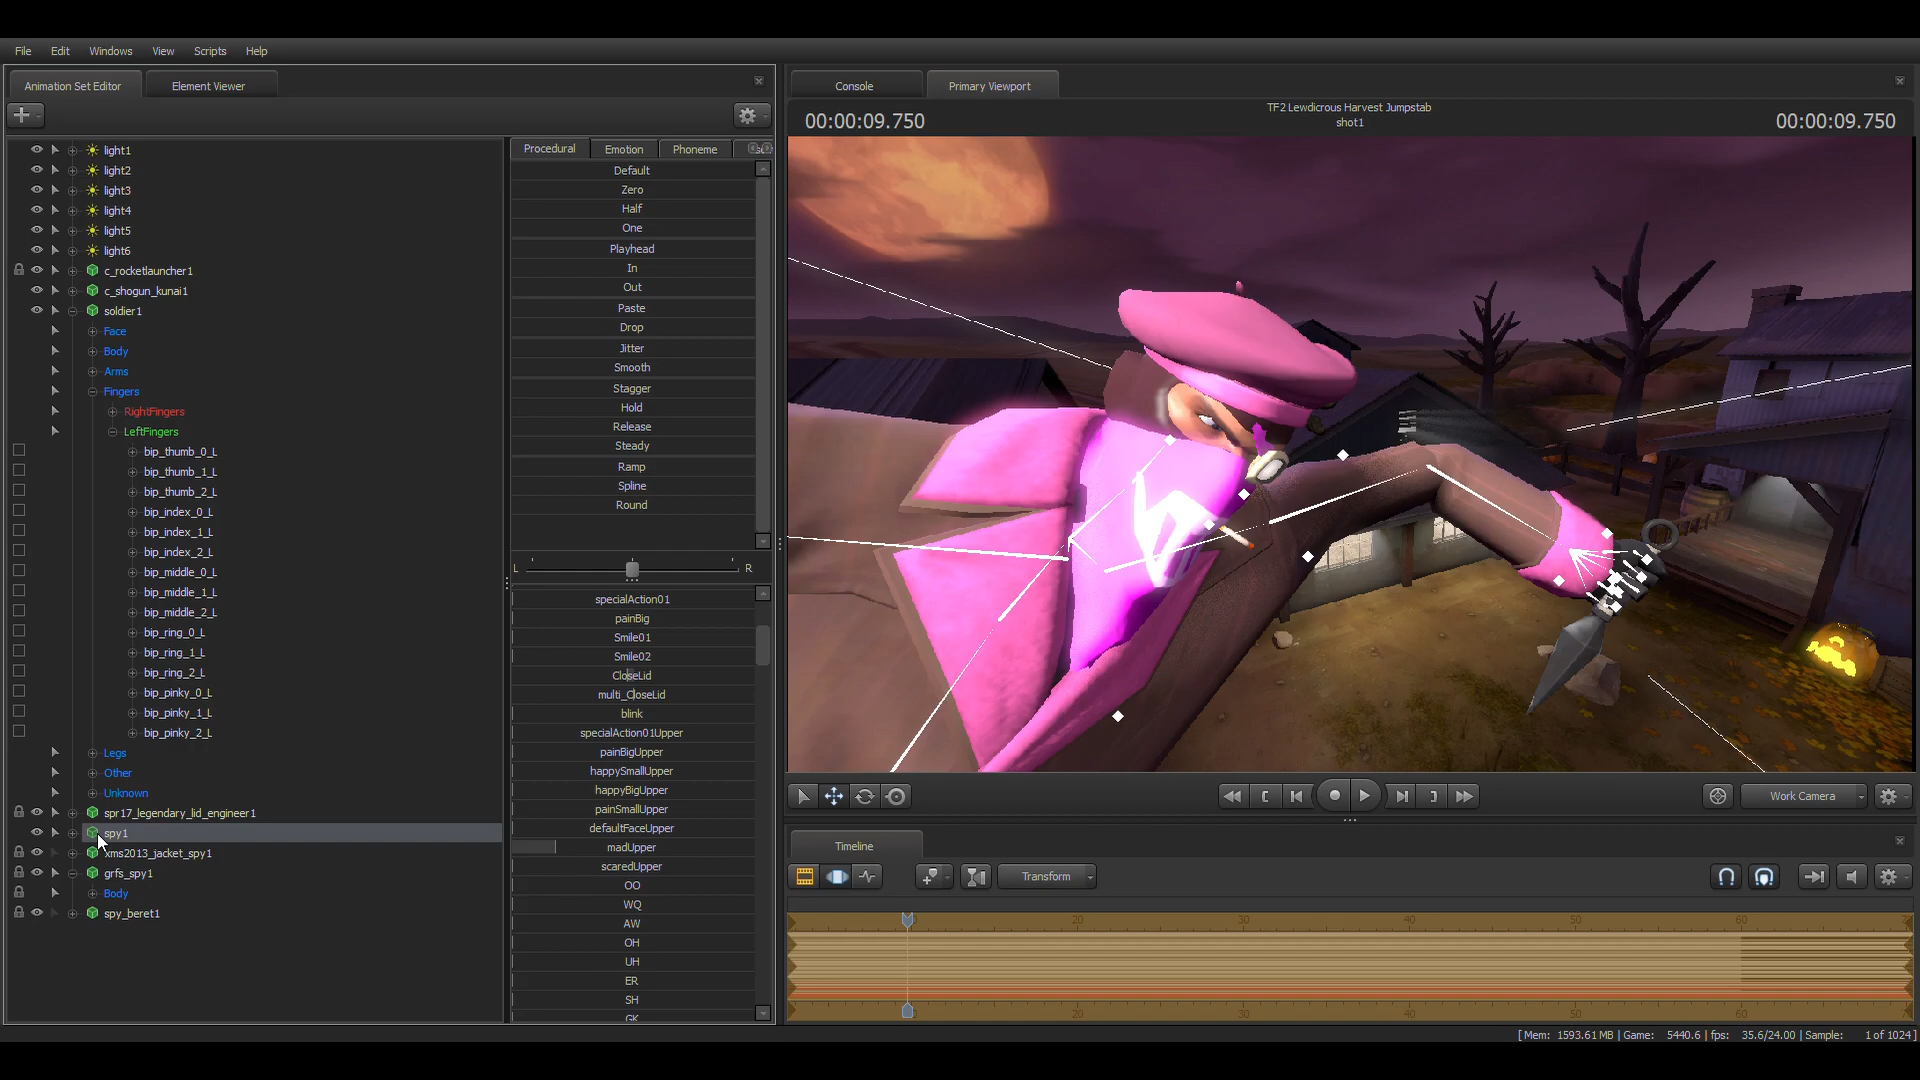 File Edit Windows View Scripts Help
Animation Set Editor Element Viewer
Console Primary Viewport
00:00:09.750
TF2 Lewdicrous Harvest Jumpstab
shot1
00:00:09.750
light1
light2
light3
light4
light5
light6
c_rocketlauncher1
c_shogun_kunai1
soldier1
Face
Body
Arms
Fingers
RightFingers
LeftFingers
bip_thumb_0_L
bip_thumb_1_L
bip_thumb_2_L
bip_index_0_L
bip_index_1_L
bip_index_2_L
bip_middle_0_L
bip_middle_1_L
bip_middle_2_L
bip_ring_0_L
bip_ring_1_L
bip_ring_2_L
bip_pinky_0_L
bip_pinky_1_L
bip_pinky_2_L
Legs
Other
Unknown
spr17_legendary_lid_engineer1
spy1
xms2013_jacket_spy1
grfs_spy1
Body
spy_beret1
Procedural Emotion Phoneme
Default
Zero
Half
One
Playhead
In
Out
Paste
Drop
Jitter
Smooth
Stagger
Hold
Release
Steady
Ramp
Spline
Round
L R
specialAction01
painBig
Smile01
Smile02
CloseLid
multi_CloseLid
blink
specialAction01Upper
painBigUpper
happySmallUpper
happyBigUpper
painSmallUpper
defaultFaceUpper
madUpper
scaredUpper
OO
WQ
AW
OH
UH
ER
SH
GK
Work Camera
Timeline
Transform
20 30 40 50 60
20 30 40 50 60
[ Mem: 1593.61 MB | Game: 5440.6 | fps: 35.6/24.00 | Sample: 1 of 1024 ]